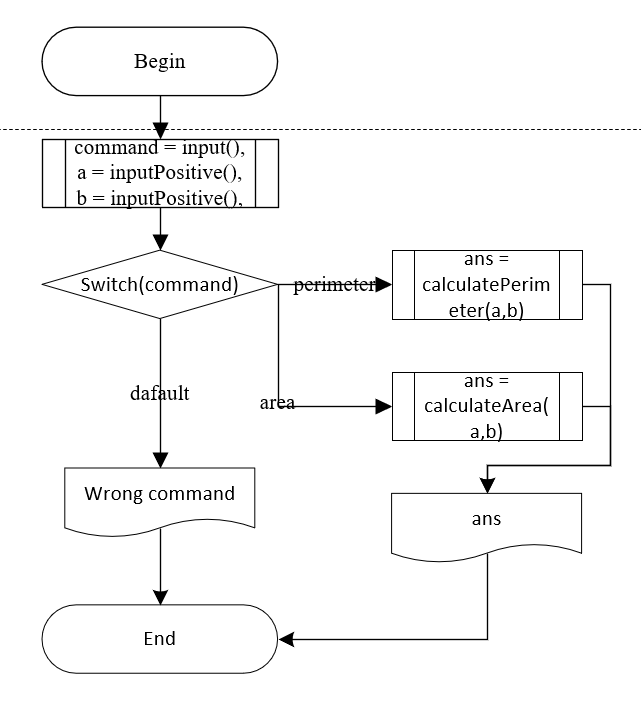 Begin
command = input(),
a = inputPositive(),
b = inputPositive(),
Switch(command)
perimeter
ans =
calculatePerim
eter(a,b)
dafault
area
ans =
calculateArea(
a,b)
Wrong command
ans
End